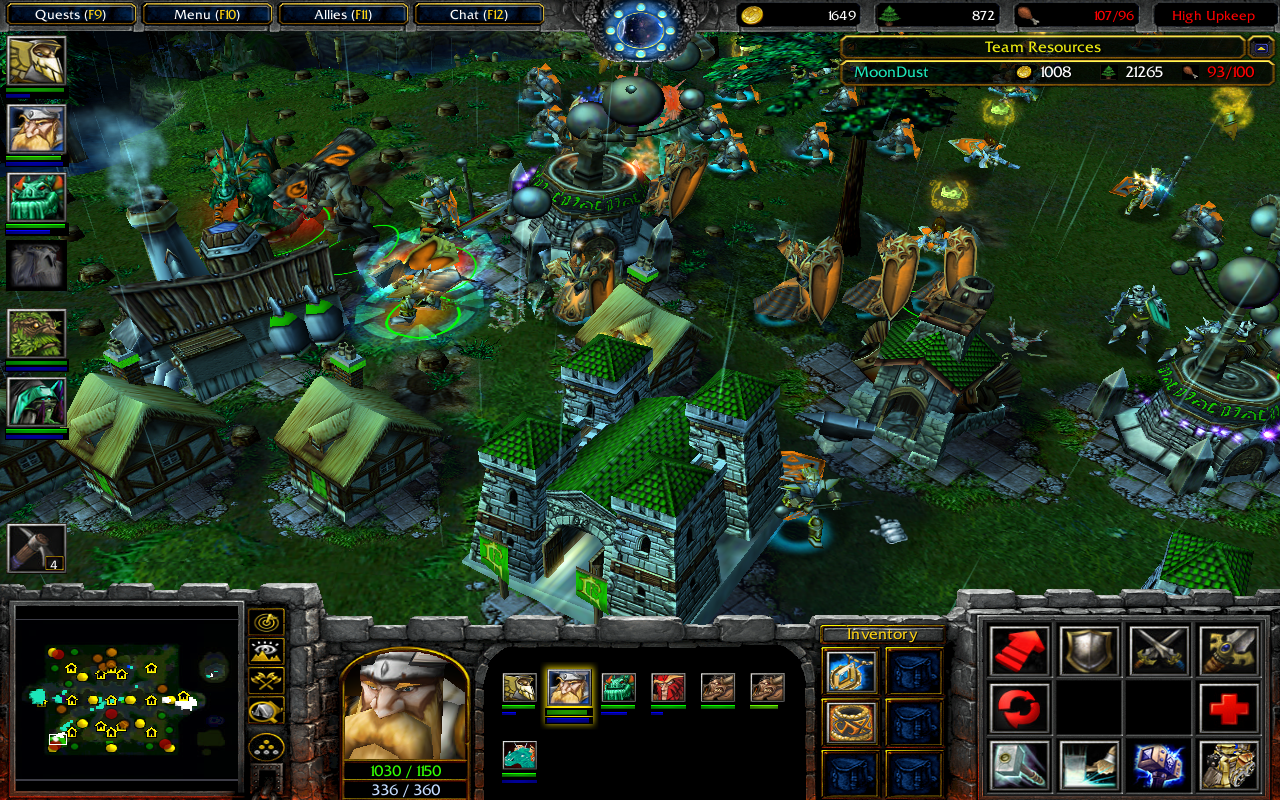 Quests (F9)
Menu (F10)
Allies (F11)
Chat (F12)
1649
872
107/96
High Upkeep
Team Resources
MoonDust 1008 21265 93/100
2
4
Inventory
1030 / 1150
336 / 360